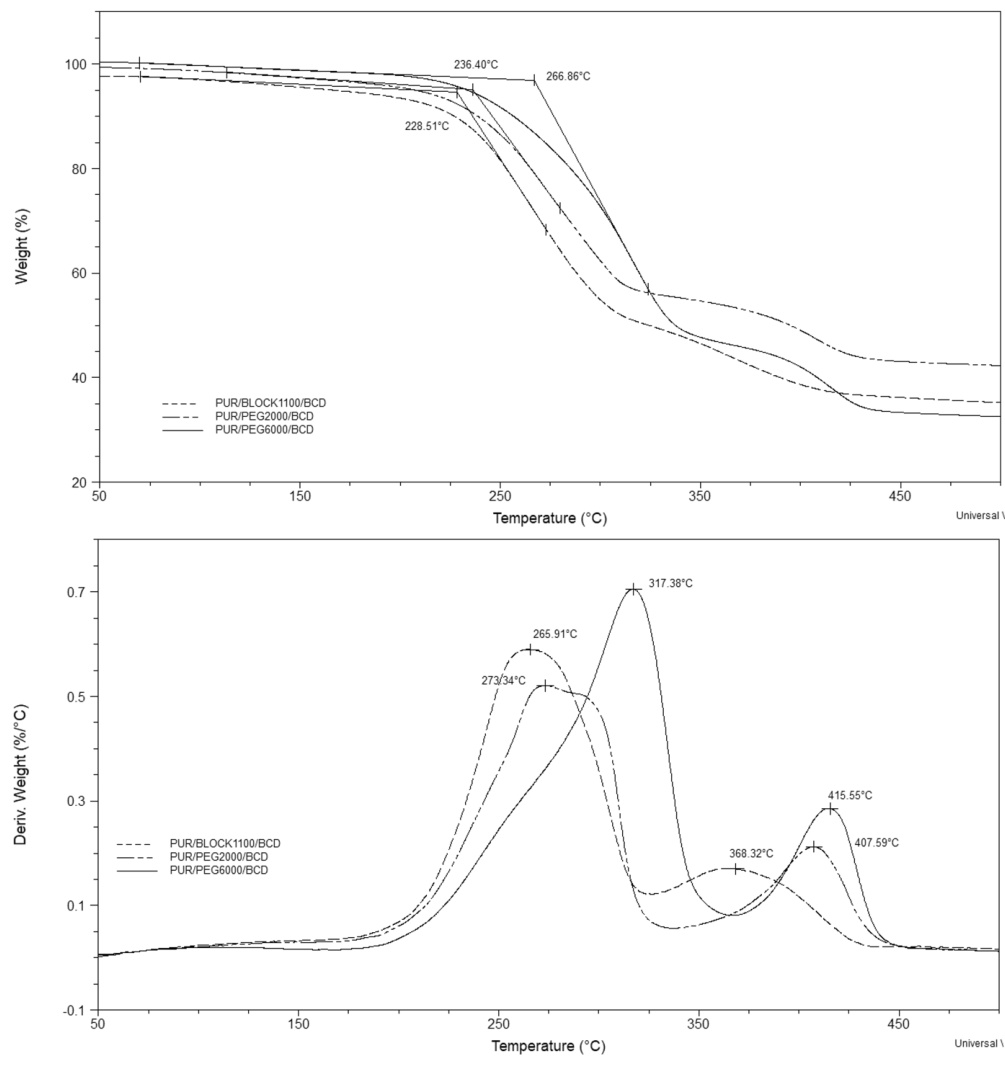 100
80
60
40
20
Weight (%)
236.40°C
266.86°C
228.51°C
PUR/BLOCK1100/BCD
PUR/PEG2000/BCD
PUR/PEG6000/BCD
50
150
250
350
450
Temperature (°C)
Universal \
0.7
0.5
0.3
0.1
-0.1
Deriv. Weight (%/°C)
317.38°C
265.91°C
273.34°C
415.55°C
407.59°C
368.32°C
PUR/BLOCK1100/BCD
PUR/PEG2000/BCD
PUR/PEG6000/BCD
50
150
250
350
450
Temperature (°C)
Universal \